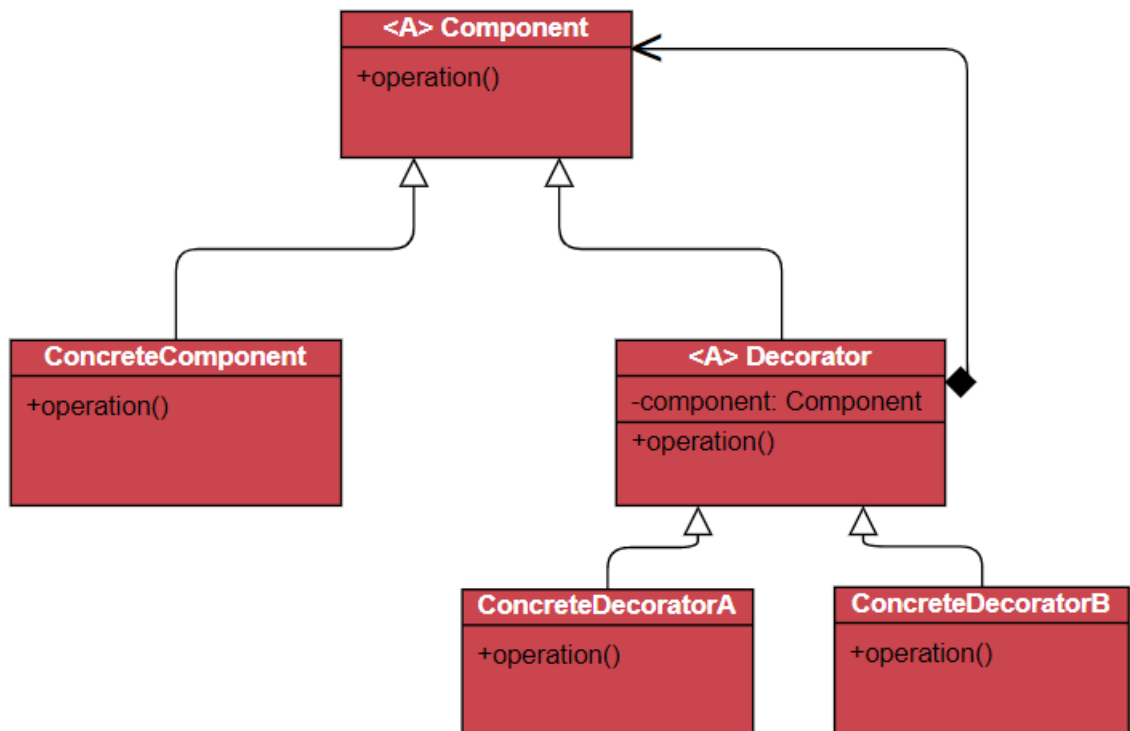 <A> Component
+operation()
ConcreteComponent
+operation()
<A> Decorator
-component: Component
+operation()
ConcreteDecoratorA
+operation()
ConcreteDecoratorB
+operation()